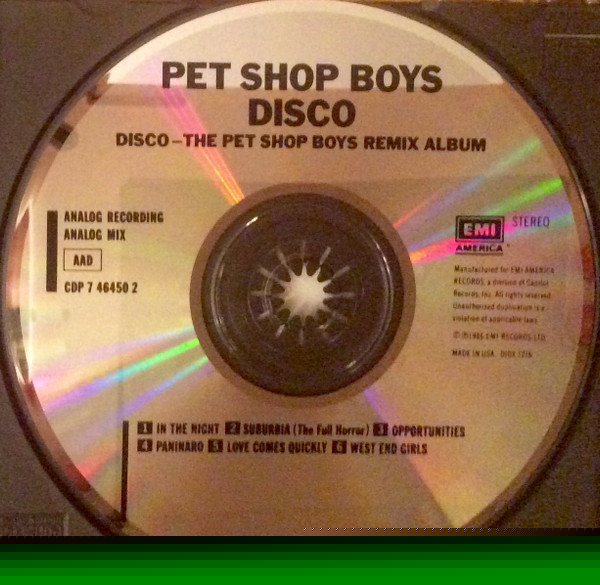 PET SHOP BOYS
DISCO
DISCO – THE PET SHOP BOYS REMIX ALBUM
ANALOG RECORDING
ANALOG MIX
AAD
CDP 7 46450 2
EMI
AMERICA
STEREO
Manufactured for EMI AMERICA
RECORDS, a division of Capitol
Records, Inc. All rights reserved.
Unauthorized duplication is a
violation of applicable laws.
EMI RECORDS LTD.
MADE IN USA
1 IN THE NIGHT 2 SUBURBIA (The Full Horror) 3 OPPORTUNITIES
4 PANINARO 5 LOVE COMES QUICKLY 6 WEST END GIRLS